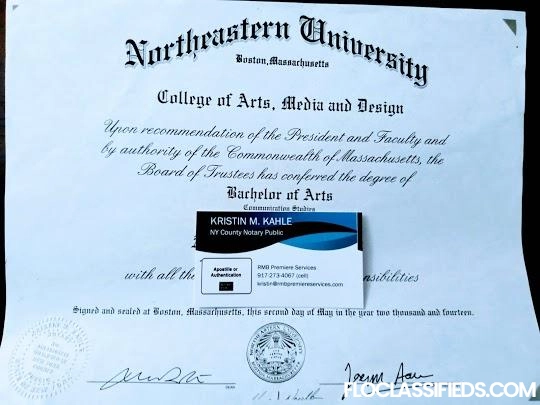 Northeastern University
Boston, Massachusetts
College of Arts, Media and Design
Upon recommendation of the President and Faculty and
by authority of the Commonwealth of Massachusetts, the
Board of Trustees has conferred the degree of
Bachelor of Arts
Communication Studies
KRISTIN M. KAHLE
NY County Notary Public
Apostille or
Authentication
RMB Premiere Services
917-273-4067 (cell)
kristin@rmbpremiereservices.com
with all the
sibilities
Signed and sealed at Boston, Massachusetts, this second day of May in the year two thousand and fourteen.
DEAN
FLOCLASSIFIEDS.COM